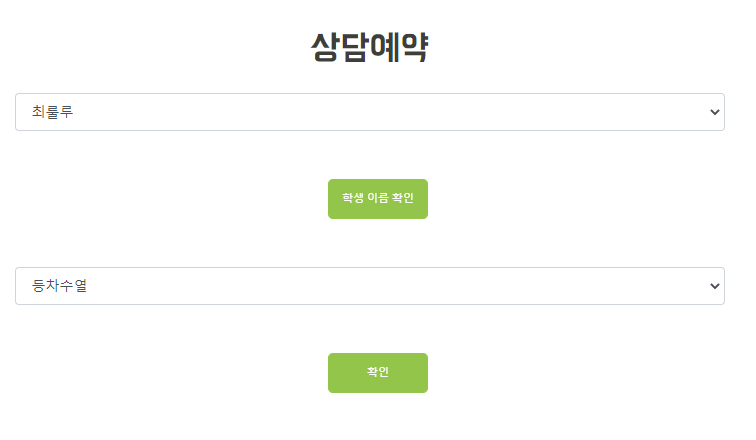 상담예약
최룰루
학생 이름 확인
등차수열
확인